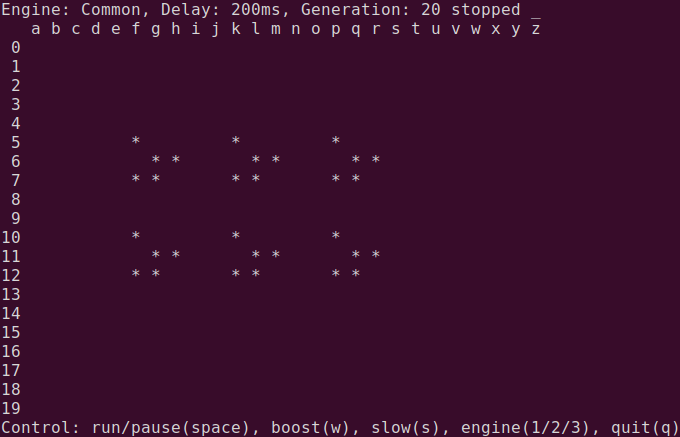 Engine: Common, Delay: 200ms, Generation: 20 stopped _
   a b c d e f g h i j k l m n o p q r s t u v w x y z
 0
 1
 2
 3
 4
 5           *         *         *
 6             * *       * *       * *
 7           * *       * *       * *
 8
 9
10           *         *         *
11             * *       * *       * *
12           * *       * *       * *
13
14
15
16
17
18
19
Control: run/pause(space), boost(w), slow(s), engine(1/2/3), quit(q)